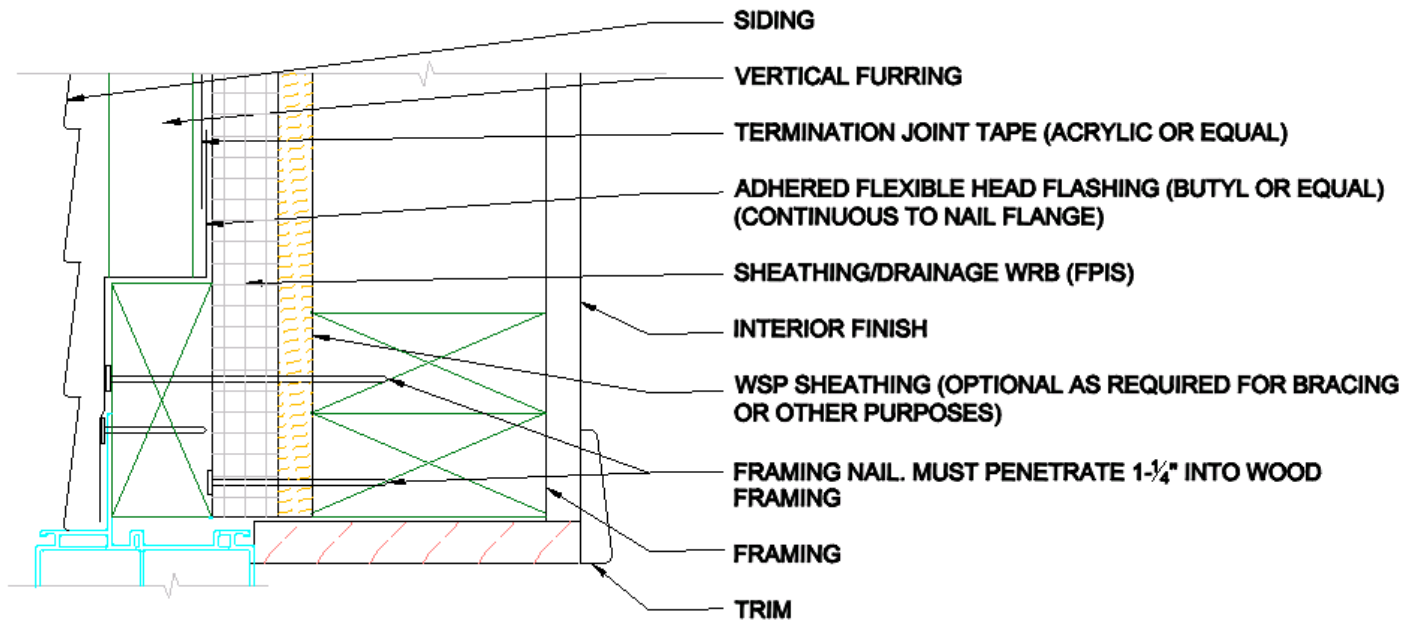 SIDING
VERTICAL FURRING
TERMINATION JOINT TAPE (ACRYLIC OR EQUAL)
ADHERED FLEXIBLE HEAD FLASHING (BUTYL OR EQUAL)
(CONTINUOUS TO NAIL FLANGE)
SHEATHING/DRAINAGE WRB (FPIS)
INTERIOR FINISH
WSP SHEATHING (OPTIONAL AS REQUIRED FOR BRACING
OR OTHER PURPOSES)
FRAMING NAIL. MUST PENETRATE 1-¼" INTO WOOD
FRAMING
FRAMING
TRIM